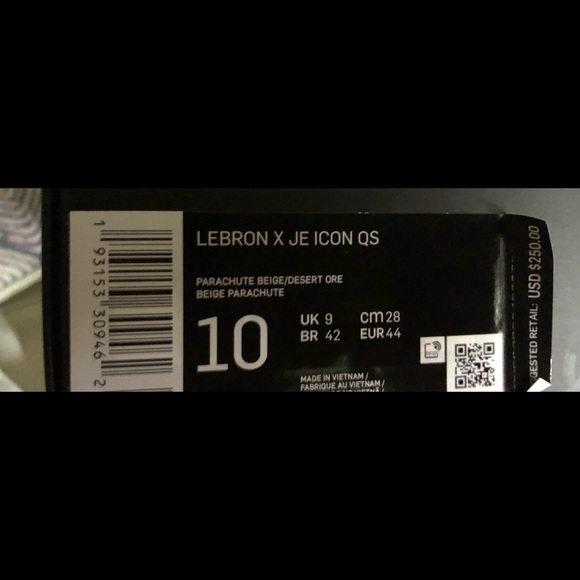 1 93153 30946 2
LEBRON X JE ICON QS
PARACHUTE BEIGE/DESERT ORE
BEIGE PARACHUTE
10
UK 9 CM 28
BR 42 EUR 44
MADE IN VIETNAM /
FABRIQUE AU VIETNAM /
GESTED RETAIL: USD $250.00